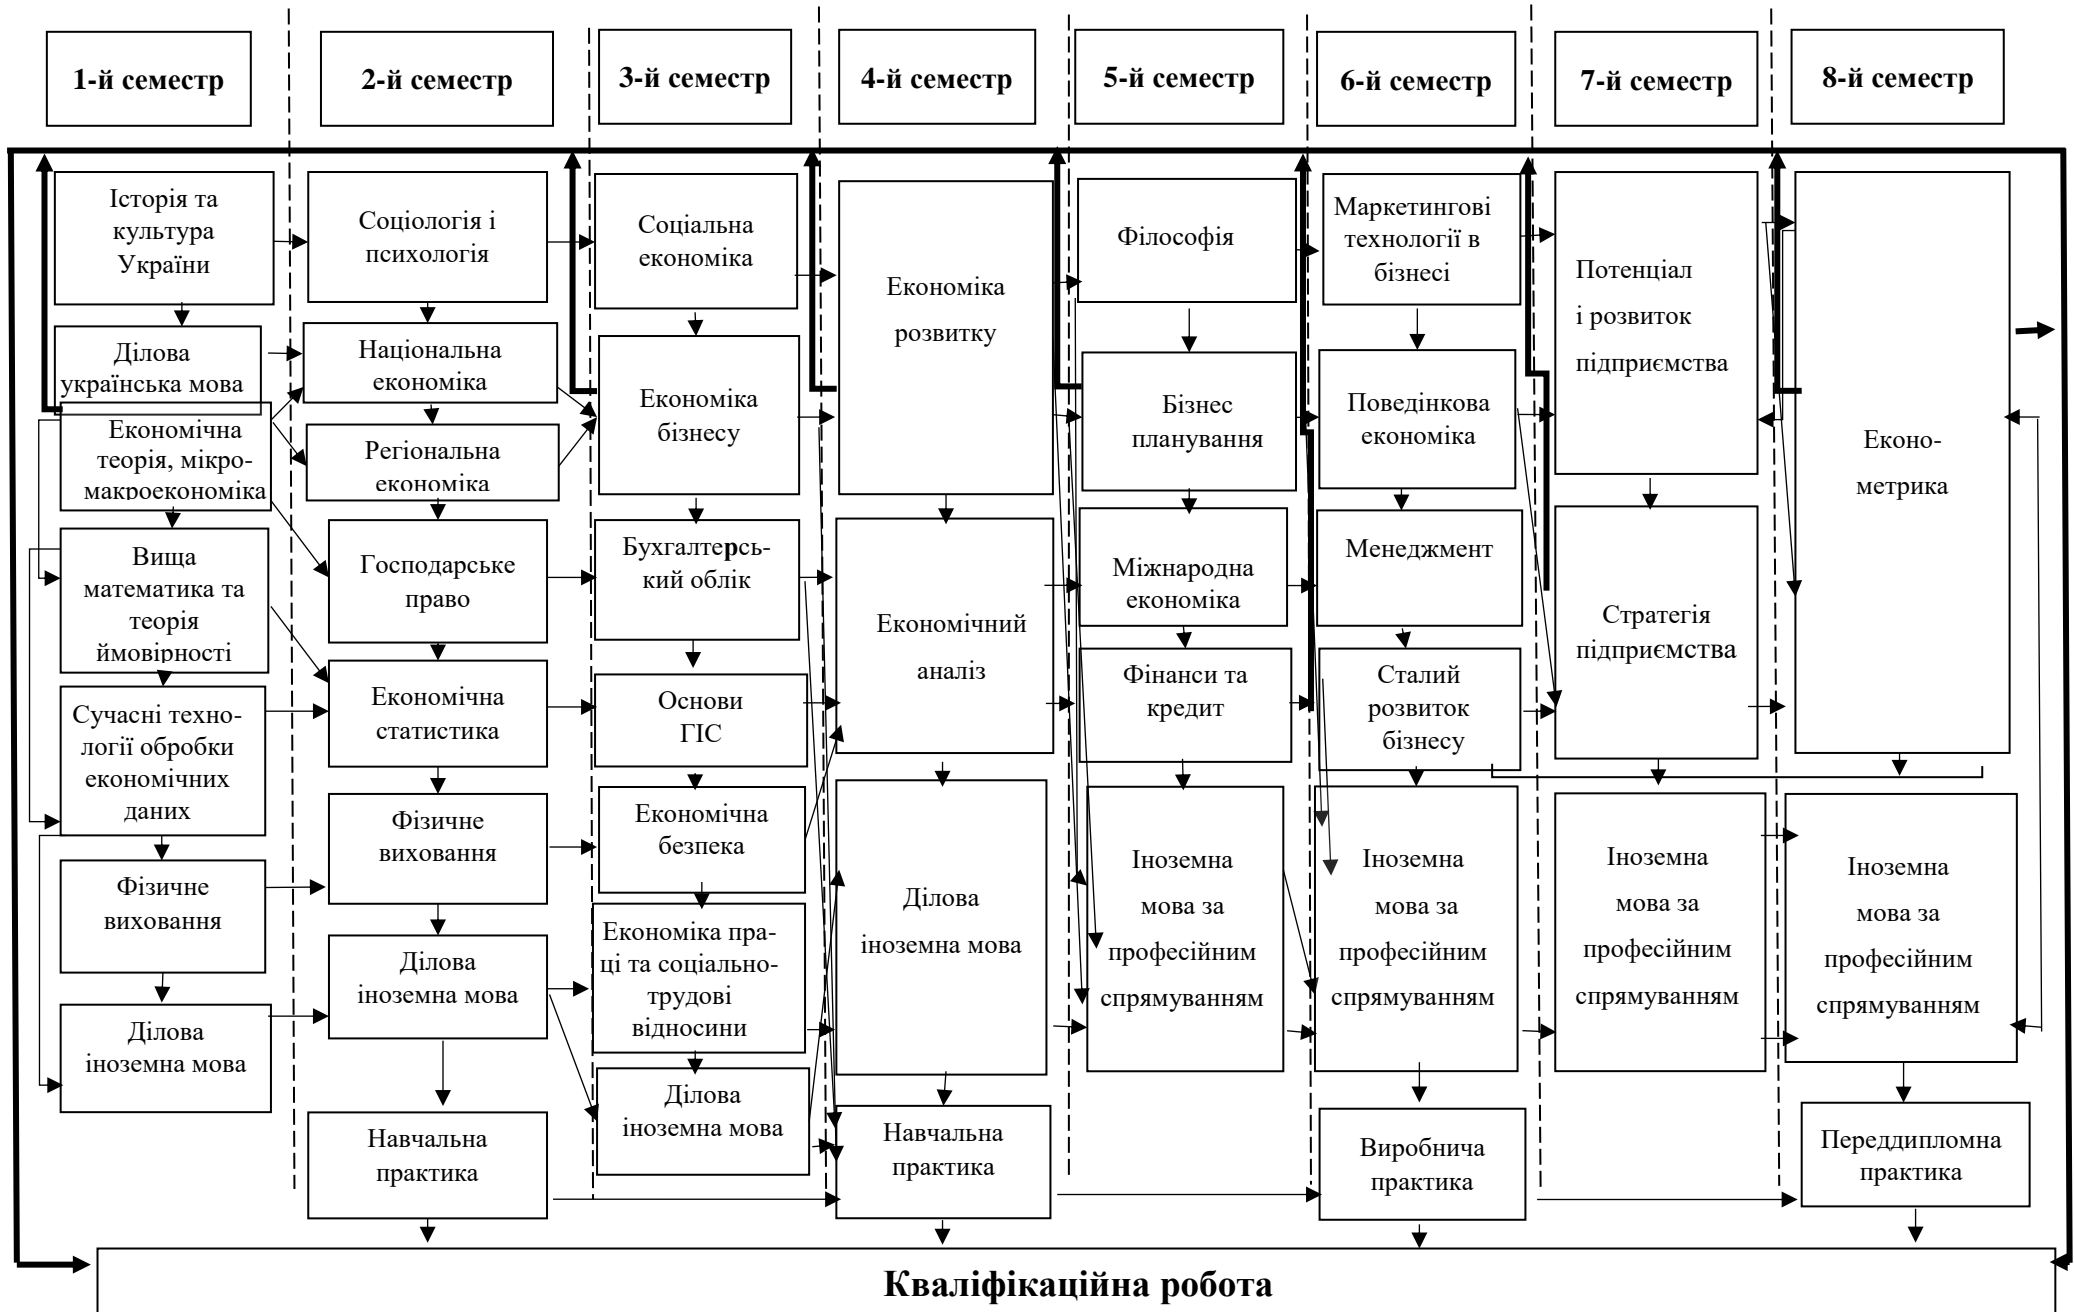 1-й семестр
2-й семестр
3-й семестр
4-й семестр
5-й семестр
6-й семестр
7-й семестр
8-й семестр
Історія та
культура
України
Ділова
українська мова
Економічна
теорія, мікро-
макроекономіка
Вища
математика та
теорія
ймовірності
Сучасні техно-
логії обробки
економічних
даних
Фізичне
виховання
Ділова
іноземна мова
Соціологія і
психологія
Національна
економіка
Регіональна
економіка
Господарське
право
Економічна
статистика
Фізичне
виховання
Ділова
іноземна мова
Навчальна
практика
Соціальна
економіка
Економіка
бізнесу
Бухгалтерсь-
кий облік
Основи
ГІС
Економічна
безпека
Економіка пра-
ці та соціально-
трудові
відносини
Ділова
іноземна мова
Економіка
розвитку
Економічний
аналіз
Ділова
іноземна мова
Навчальна
практика
Філософія
Бізнес
планування
Міжнародна
економіка
Фінанси та
кредит
Іноземна
мова за
професійним
спрямуванням
Маркетингові
технології в
бізнесі
Поведінкова
економіка
Менеджмент
Сталий
розвиток
бізнесу
Іноземна
мова за
професійним
спрямуванням
Виробнича
практика
Потенціал
і розвиток
підприємства
Стратегія
підприємства
Іноземна
мова за
професійним
спрямуванням
Еконо-
метрика
Іноземна
мова за
професійним
спрямуванням
Переддипломна
практика
Кваліфікаційна робота